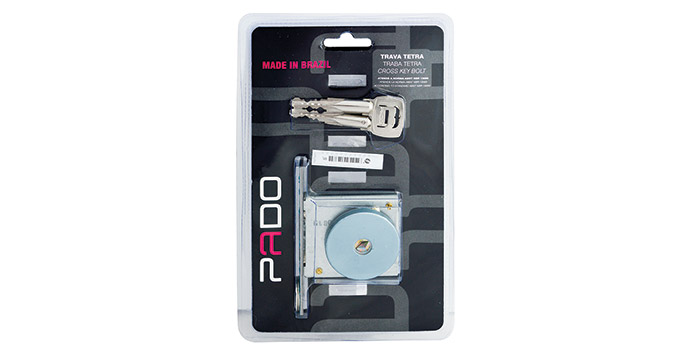 MADE IN BRAZIL
TRAVA TETRA
TRABA TETRA
CROSS KEY BOLT
PADO